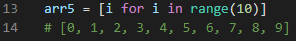 13 arr5 = [i for i in range(10)]
14 # [0, 1, 2, 3, 4, 5, 6, 7, 8, 9]